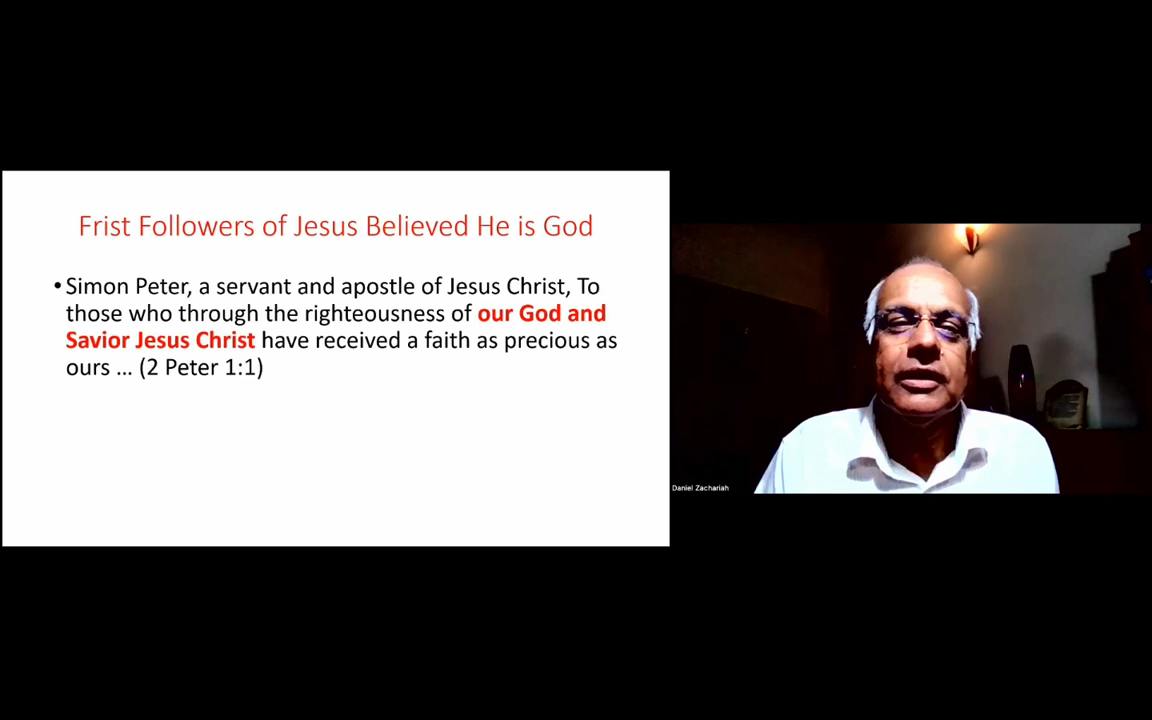 Frist Followers of Jesus Believed He is God
•Simon Peter, a servant and apostle of Jesus Christ, To
those who through the righteousness of our God and
Savior Jesus Christ have received a faith as precious as
ours ... (2 Peter 1:1)
Daniel Zachariah